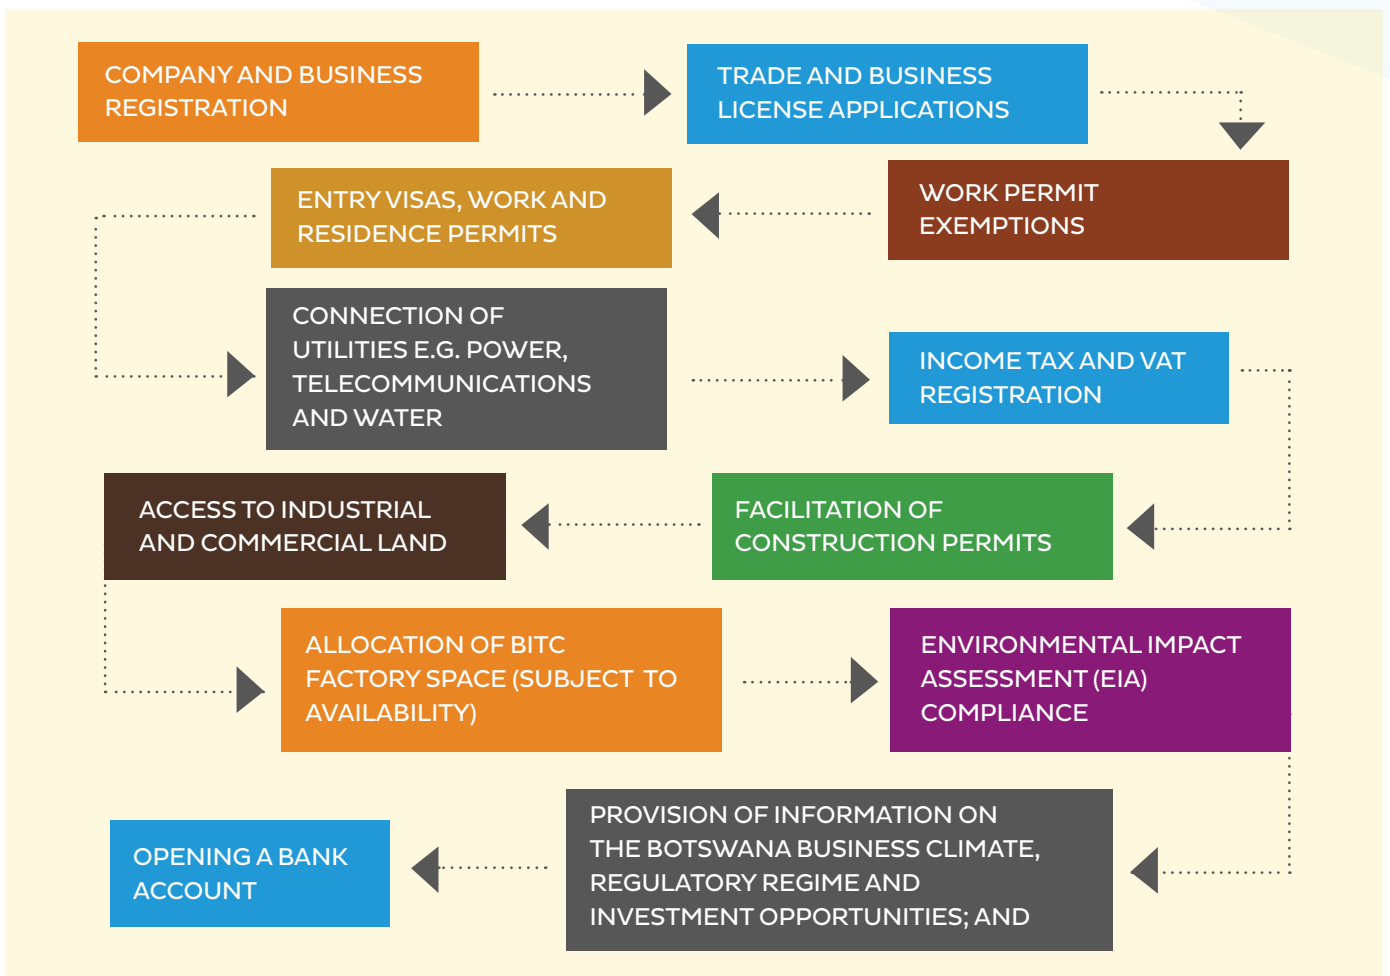 COMPANY AND BUSINESS
REGISTRATION
TRADE AND BUSINESS
LICENSE APPLICATIONS
WORK PERMIT
EXEMPTIONS
ENTRY VISAS, WORK AND
RESIDENCE PERMITS
CONNECTION OF
UTILITIES E.G. POWER,
TELECOMMUNICATIONS
AND WATER
INCOME TAX AND VAT
REGISTRATION
FACILITATION OF
CONSTRUCTION PERMITS
ACCESS TO INDUSTRIAL
AND COMMERCIAL LAND
ALLOCATION OF BITC
FACTORY SPACE (SUBJECT TO
AVAILABILITY)
ENVIRONMENTAL IMPACT
ASSESSMENT (EIA)
COMPLIANCE
PROVISION OF INFORMATION ON
THE BOTSWANA BUSINESS CLIMATE,
REGULATORY REGIME AND
INVESTMENT OPPORTUNITIES; AND
OPENING A BANK
ACCOUNT